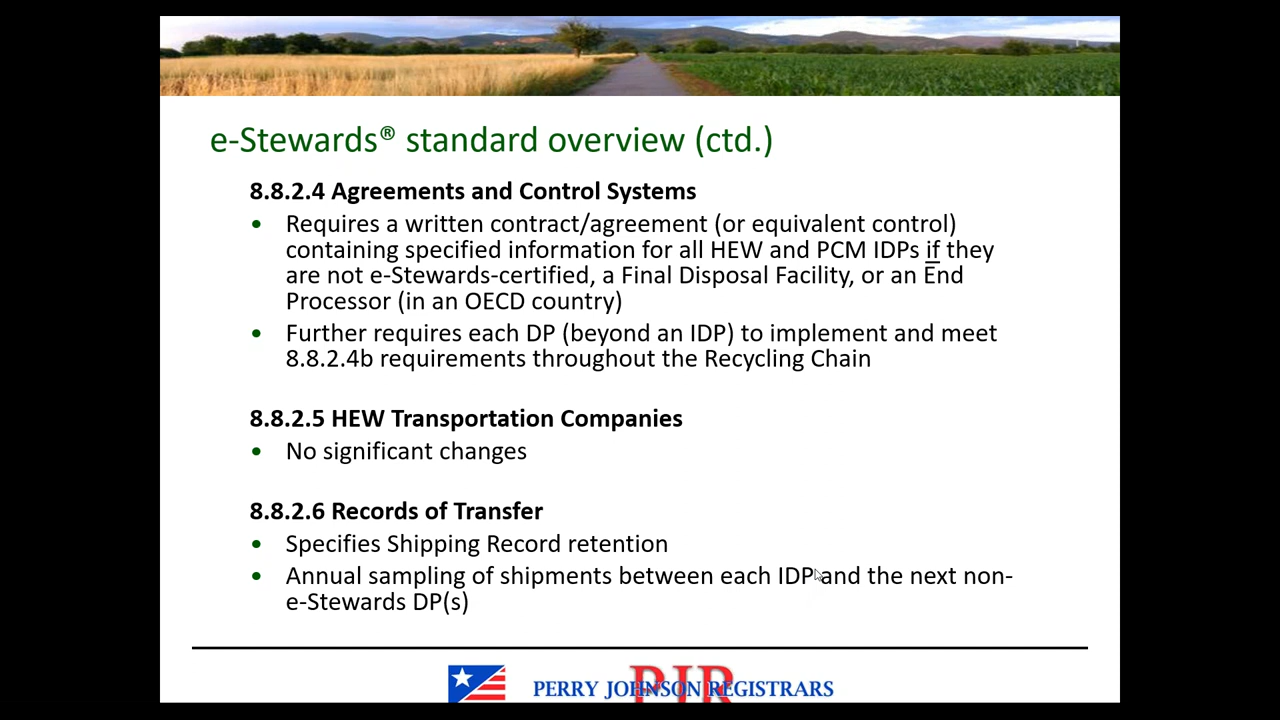 e-Stewards® standard overview (ctd.)
8.8.2.4 Agreements and Control Systems
• Requires a written contract/agreement (or equivalent control)
containing specified information for all HEW and PCM IDPs if they
are not e-Stewards-certified, a Final Disposal Facility, or an End
Processor (in an OECD country)
• Further requires each DP (beyond an IDP) to implement and meet
8.8.2.4b requirements throughout the Recycling Chain
8.8.2.5 HEW Transportation Companies
• No significant changes
8.8.2.6 Records of Transfer
• Specifies Shipping Record retention
• Annual sampling of shipments between each IDP and the next non-
e-Stewards DP(s)
PJR
PERRY JOHNSON REGISTRARS